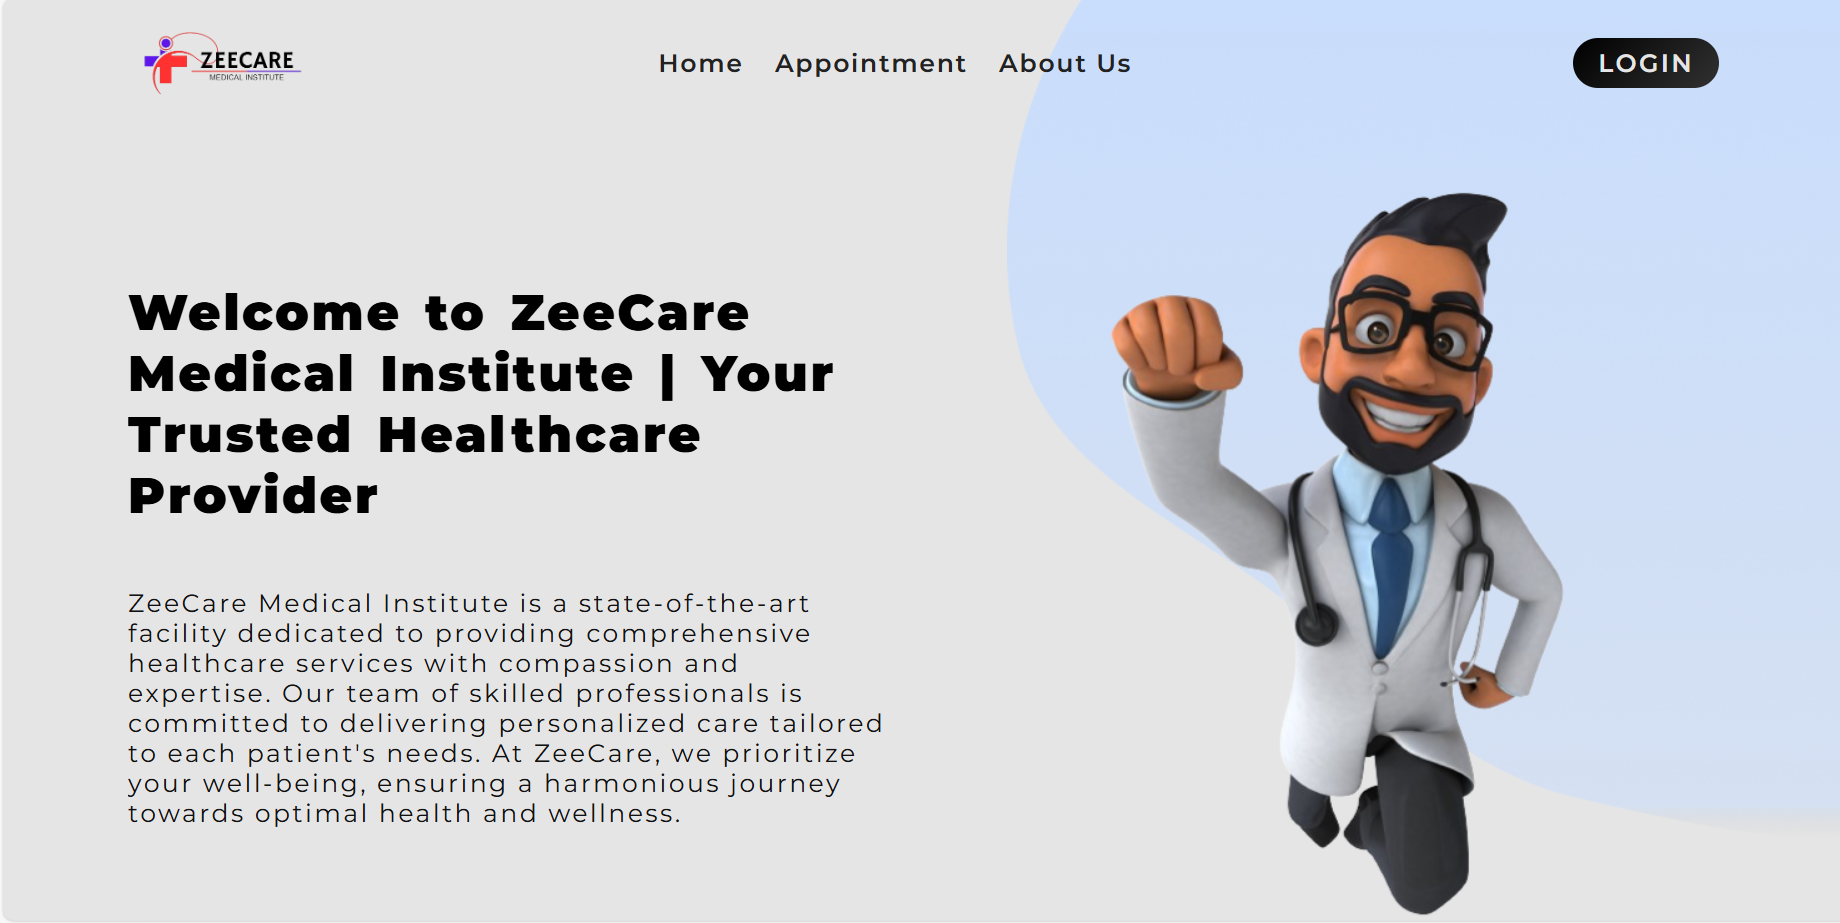 ZEECARE
MEDICAL INSTITUTE
Home Appointment About Us
LOGIN
Welcome to ZeeCare
Medical Institute | Your
Trusted Healthcare
Provider
ZeeCare Medical Institute is a state-of-the-art
facility dedicated to providing comprehensive
healthcare services with compassion and
expertise. Our team of skilled professionals is
committed to delivering personalized care tailored
to each patient's needs. At ZeeCare, we prioritize
your well-being, ensuring a harmonious journey
towards optimal health and wellness.